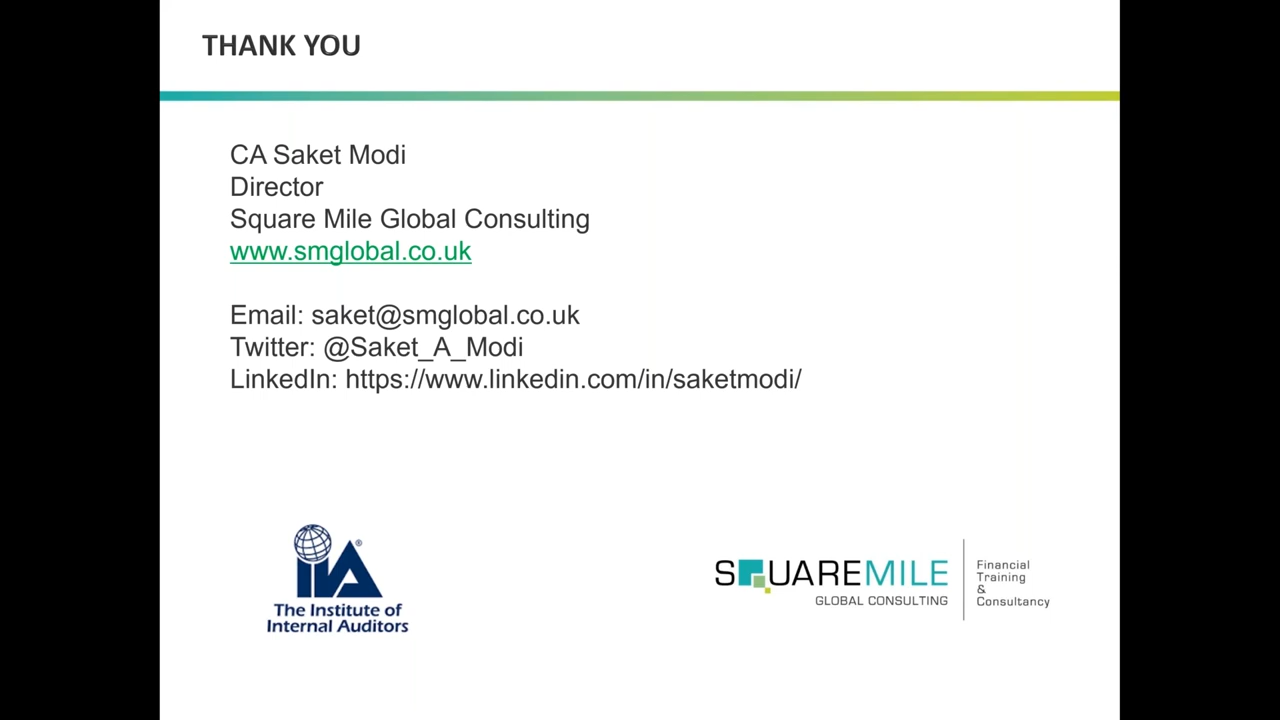 THANK YOU
CA Saket Modi
Director
Square Mile Global Consulting
www.smglobal.co.uk
Email: saket@smglobal.co.uk
Twitter: @Saket_A_Modi
LinkedIn: https://www.linkedin.com/in/saketmodi/
IIA®
The Institute of
Internal Auditors
SQUAREMILE
GLOBAL CONSULTING
Financial
Training
&
Consultancy